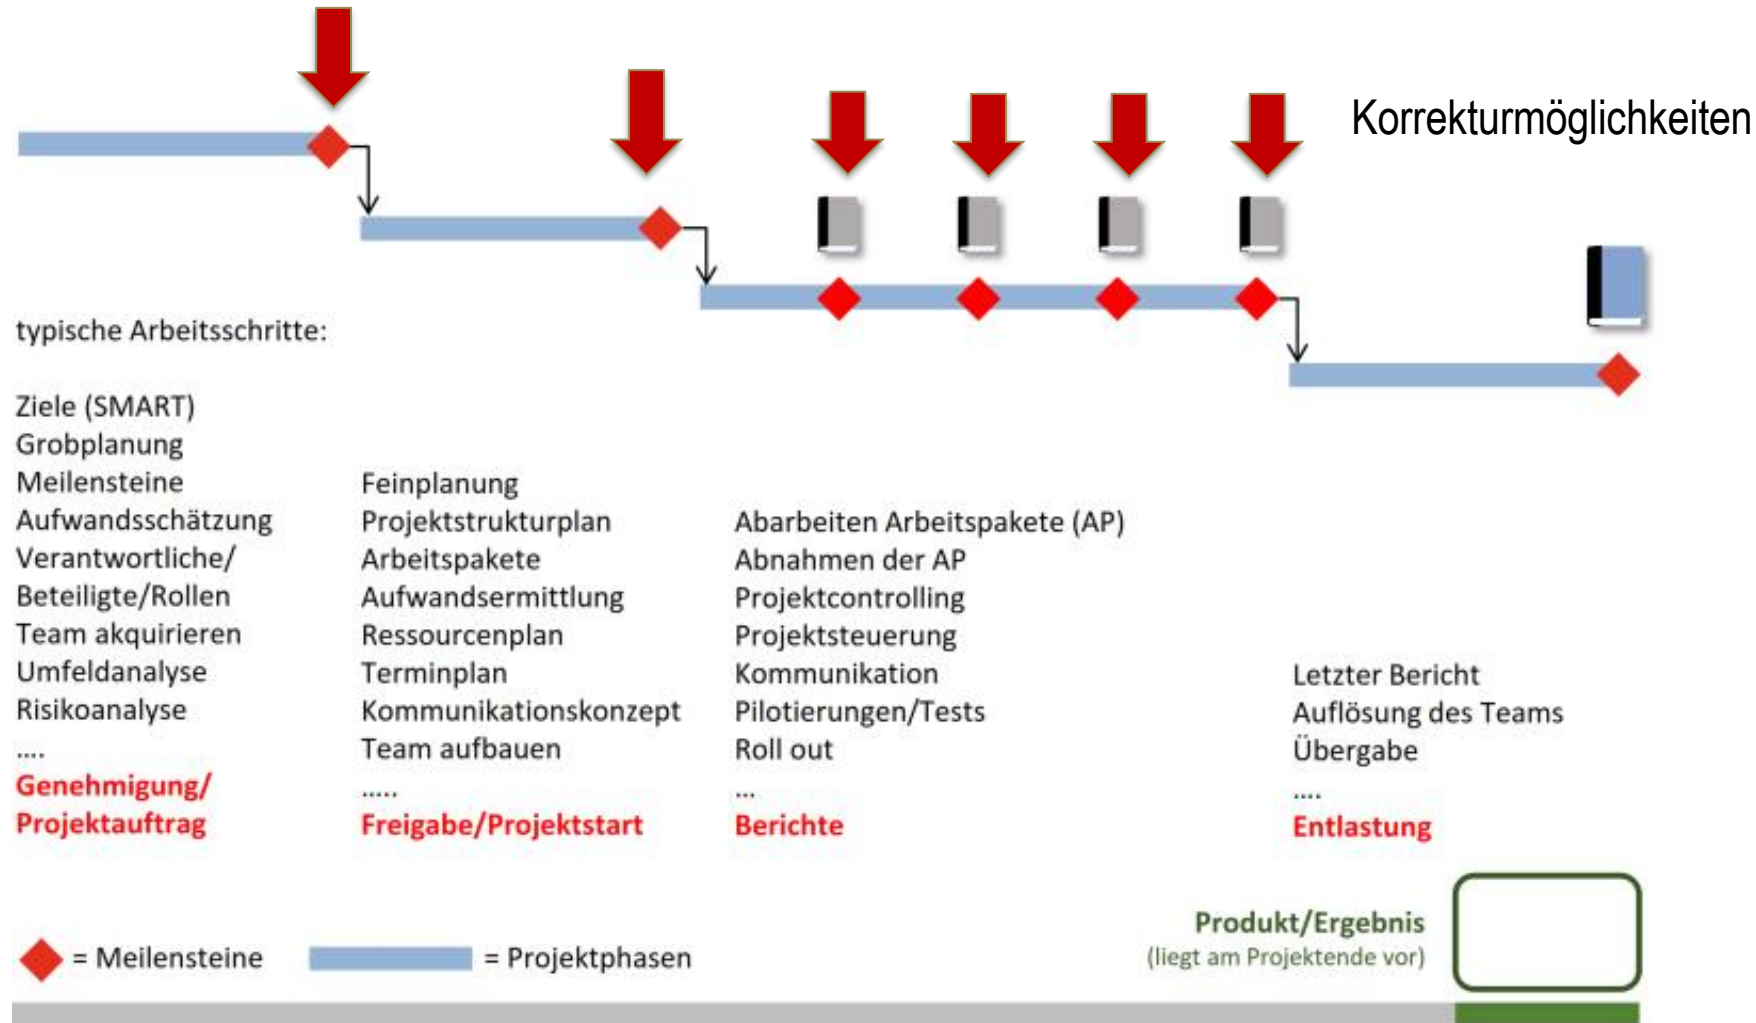 Korrekturmöglichkeiten
typische Arbeitsschritte:
Ziele (SMART)
Grobplanung
Meilensteine
Aufwandsschätzung
Verantwortliche/
Beteiligte/Rollen
Team akquirieren
Umfeldanalyse
Risikoanalyse
....
Genehmigung/
Projektauftrag
Feinplanung
Projektstrukturplan
Arbeitspakete
Aufwandsermittlung
Ressourcenplan
Terminplan
Kommunikationskonzept
Team aufbauen
.....
Freigabe/Projektstart
Abarbeiten Arbeitspakete (AP)
Abnahmen der AP
Projektcontrolling
Projektsteuerung
Kommunikation
Pilotierungen/Tests
Roll out
...
Berichte
Letzter Bericht
Auflösung des Teams
Übergabe
....
Entlastung
= Meilensteine
= Projektphasen
Produkt/Ergebnis
(liegt am Projektende vor)